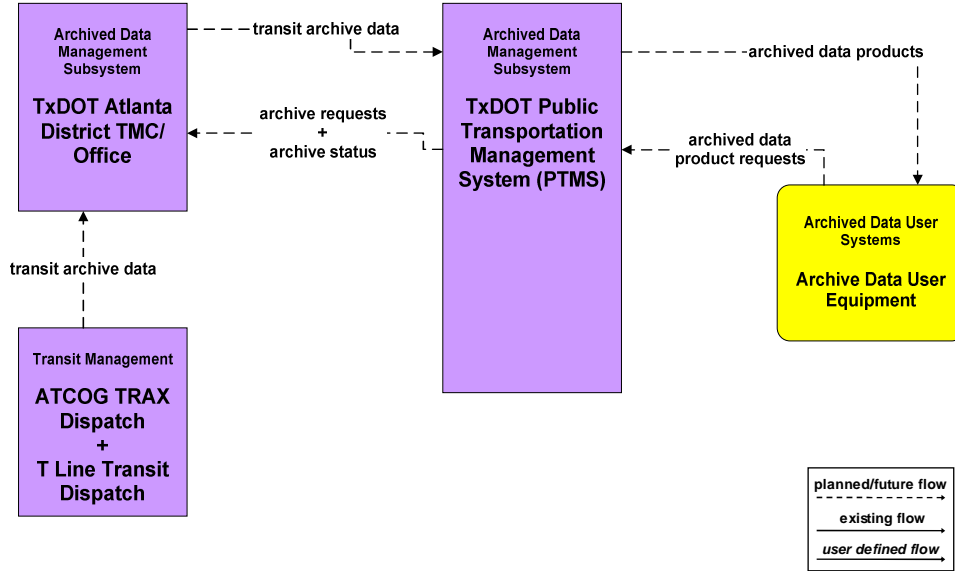 Archived Data
Management
Subsystem
TxDOT Atlanta
District TMC/
Office
transit archive data
Archived Data
Management
Subsystem
TxDOT Public
Transportation
Management
System (PTMS)
archived data products
archive requests
+
archive status
archived data
product requests
Archived Data User
Systems
Archive Data User
Equipment
transit archive data
Transit Management
ATCOG TRAX
Dispatch
+
T Line Transit
Dispatch
planned/future flow
existing flow
user defined flow